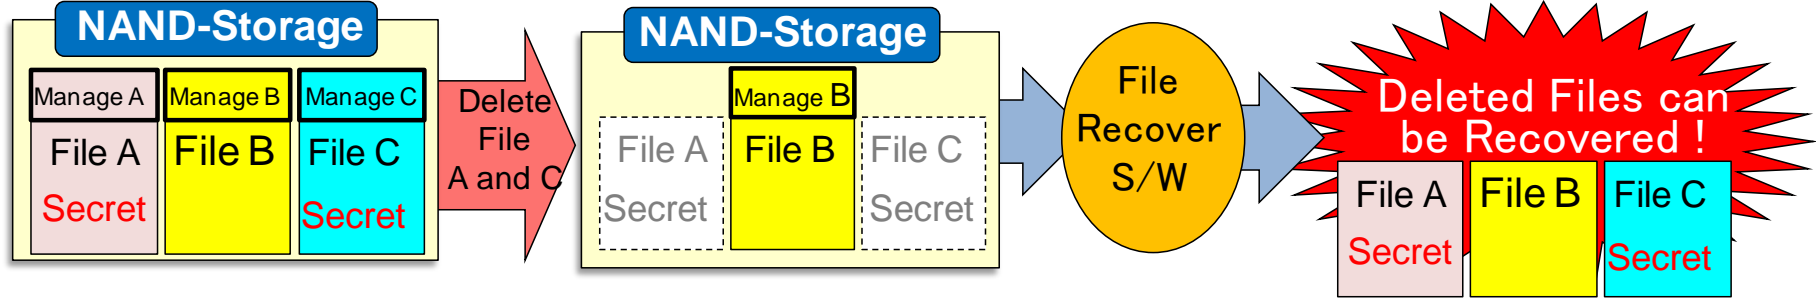 NAND-Storage
Manage A
Manage B
Manage C
File A
File B
File C
Secret
Secret
Delete
File
A and C
NAND-Storage
Manage B
File A
File B
File C
Secret
Secret
File
Recover
S/W
Deleted Files can
be Recovered !
File A
File B
File C
Secret
Secret